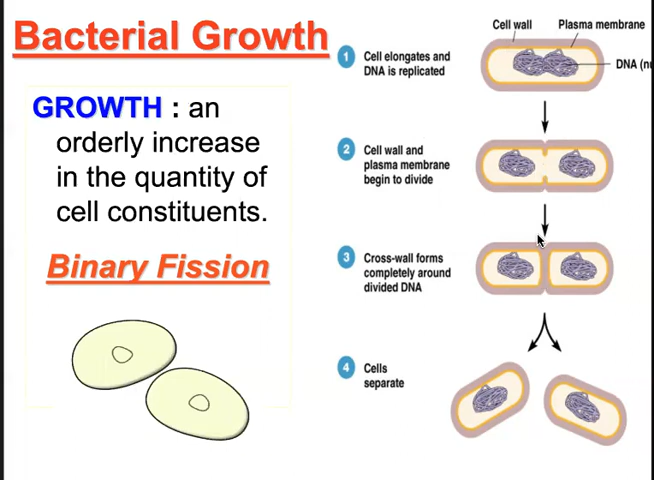 Bacterial Growth
GROWTH : an
orderly increase
in the quantity of
cell constituents.
Binary Fission
Cell wall
Plasma membrane
1
Cell elongates and
DNA is replicated
DNA (nu
2
Cell wall and
plasma membrane
begin to divide
3
Cross-wall forms
completely around
divided DNA
4
Cells
separate